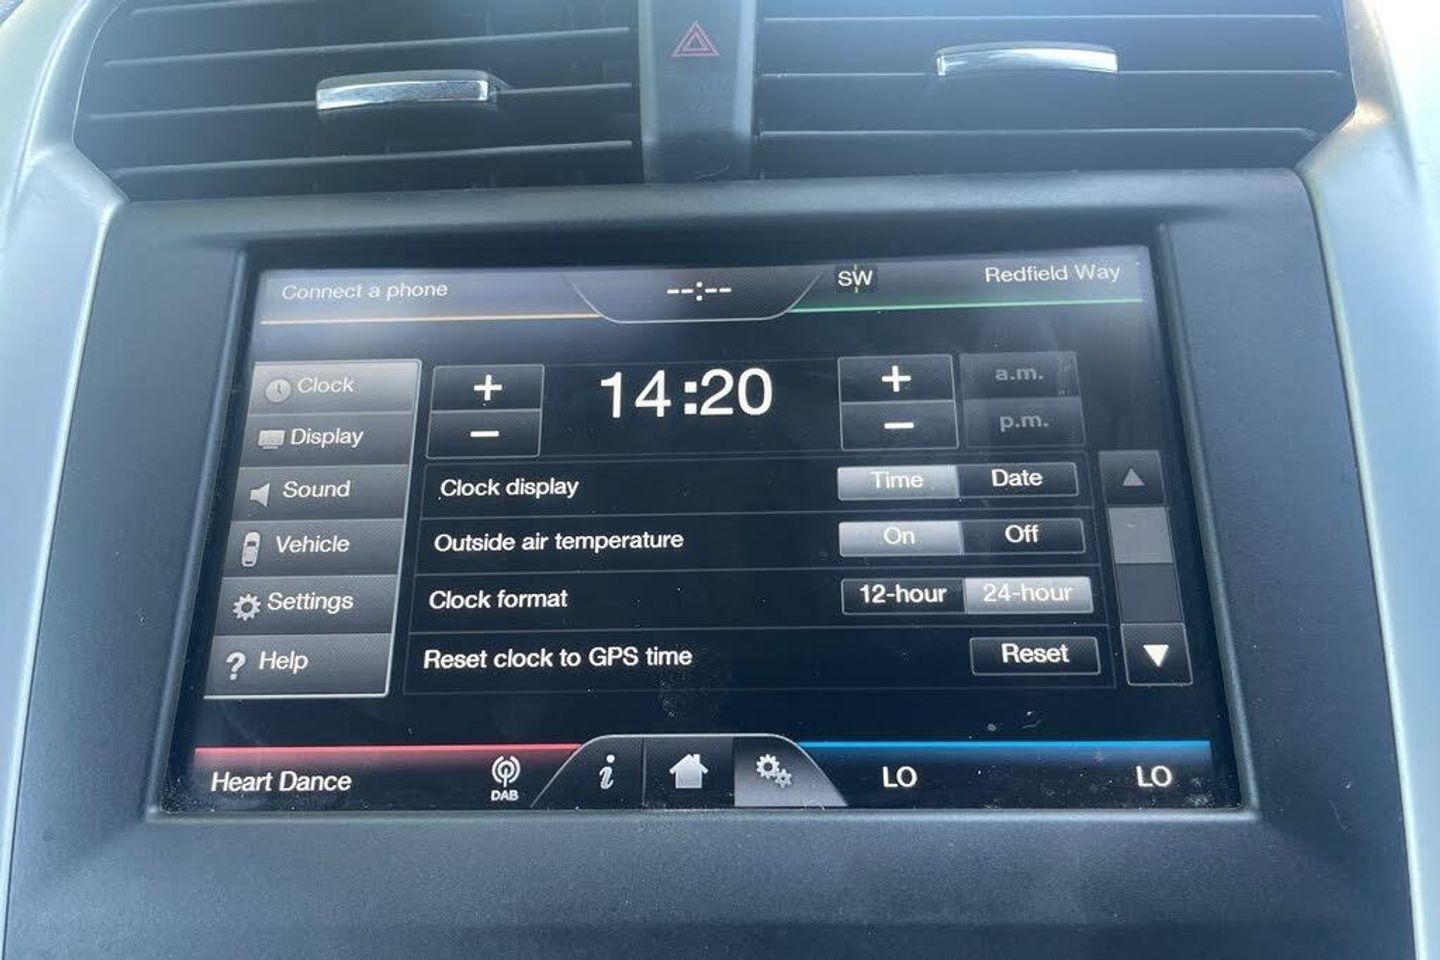 Connect a phone --:-- SW Redfield Way
Clock
+ 14:20 + a.m.
- - p.m.
Display
Sound
Vehicle
Settings
? Help
Clock display Time Date
Outside air temperature On Off
Clock format 12-hour 24-hour
Reset clock to GPS time Reset
Heart Dance DAB i LO LO